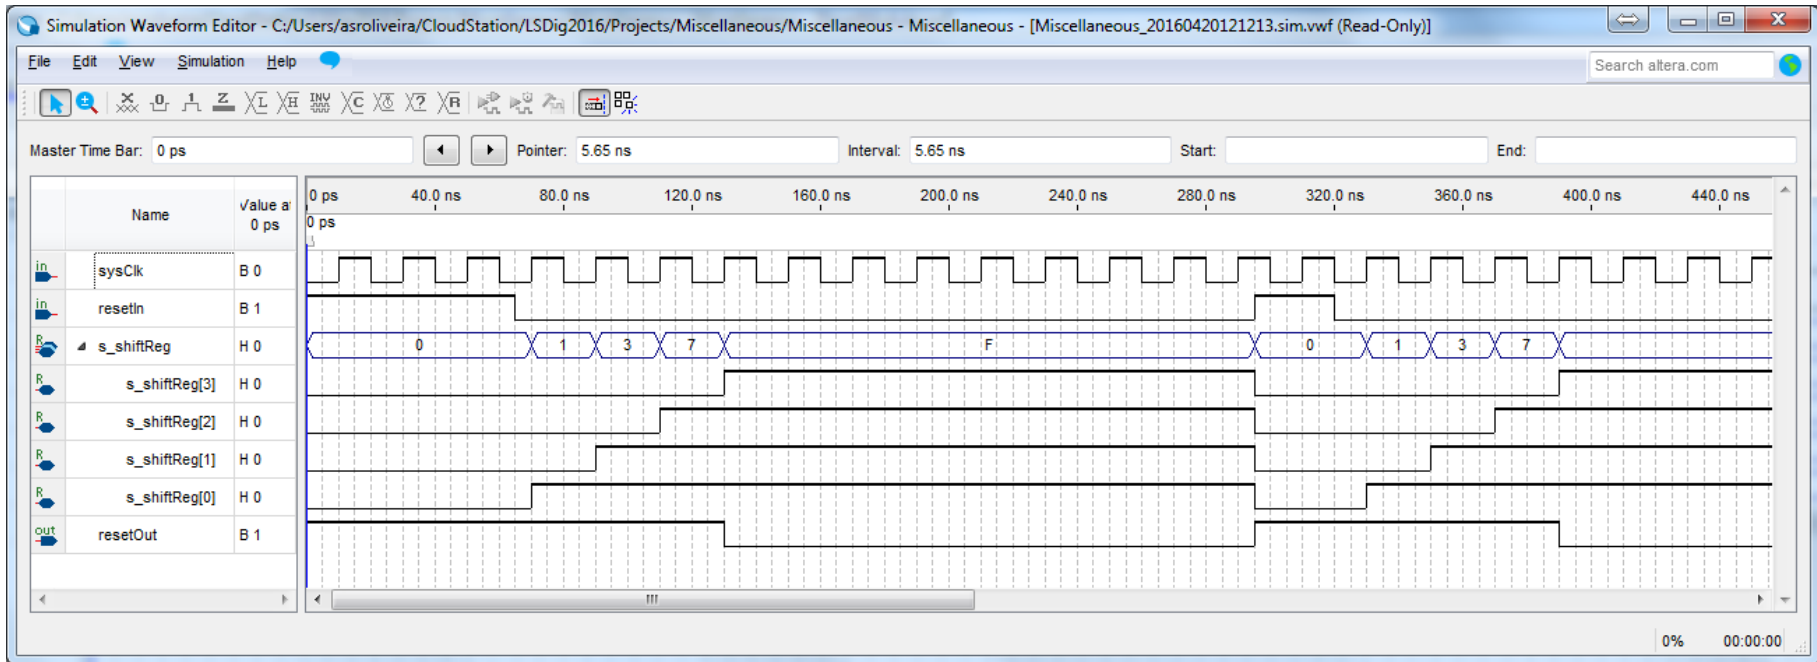 Simulation Waveform Editor - C:/Users/asroliveira/CloudStation/LSDig2016/Projects/Miscellaneous/Miscellaneous - Miscellaneous - [Miscellaneous_20160420121213.sim.vwf (Read-Only)]
File Edit View Simulation Help Search altera.com
Master Time Bar: 0 ps Pointer: 5.65 ns Interval: 5.65 ns Start: End:
Name Value at 0 ps
0 ps 40.0 ns 80.0 ns 120.0 ns 160.0 ns 200.0 ns 240.0 ns 280.0 ns 320.0 ns 360.0 ns 400.0 ns 440.0 ns
0 ps
in sysClk B 0
in resetIn B 1
R s_shiftReg H 0 0 1 3 7 F 0 1 3 7
R s_shiftReg[3] H 0
R s_shiftReg[2] H 0
R s_shiftReg[1] H 0
R s_shiftReg[0] H 0
out resetOut B 1
0% 00:00:00